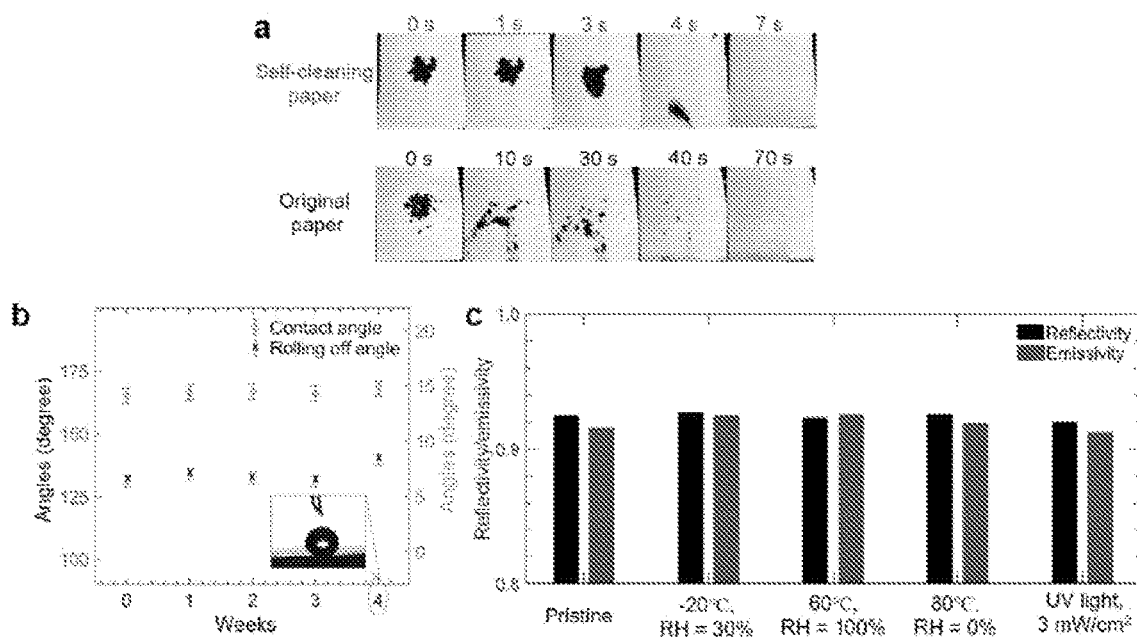 a
0 s 1 s 3 s 4 s 7 s
Self-cleaning
paper
0 s 10 s 30 s 40 s 70 s
Original
paper
b
Contact angle
Rolling off angle
Angles (degree)
175
150
125
100
20
15
10
5
0
Angles (degree)
0 1 2 3 4
Weeks
c
1.0
0.9
0.8
Reflectivity/emissivity
Reflectivity
Emissivity
Pristine
-20°C,
RH = 30%
60°C,
RH = 100%
80°C,
RH = 0%
UV light,
3 mW/cm²